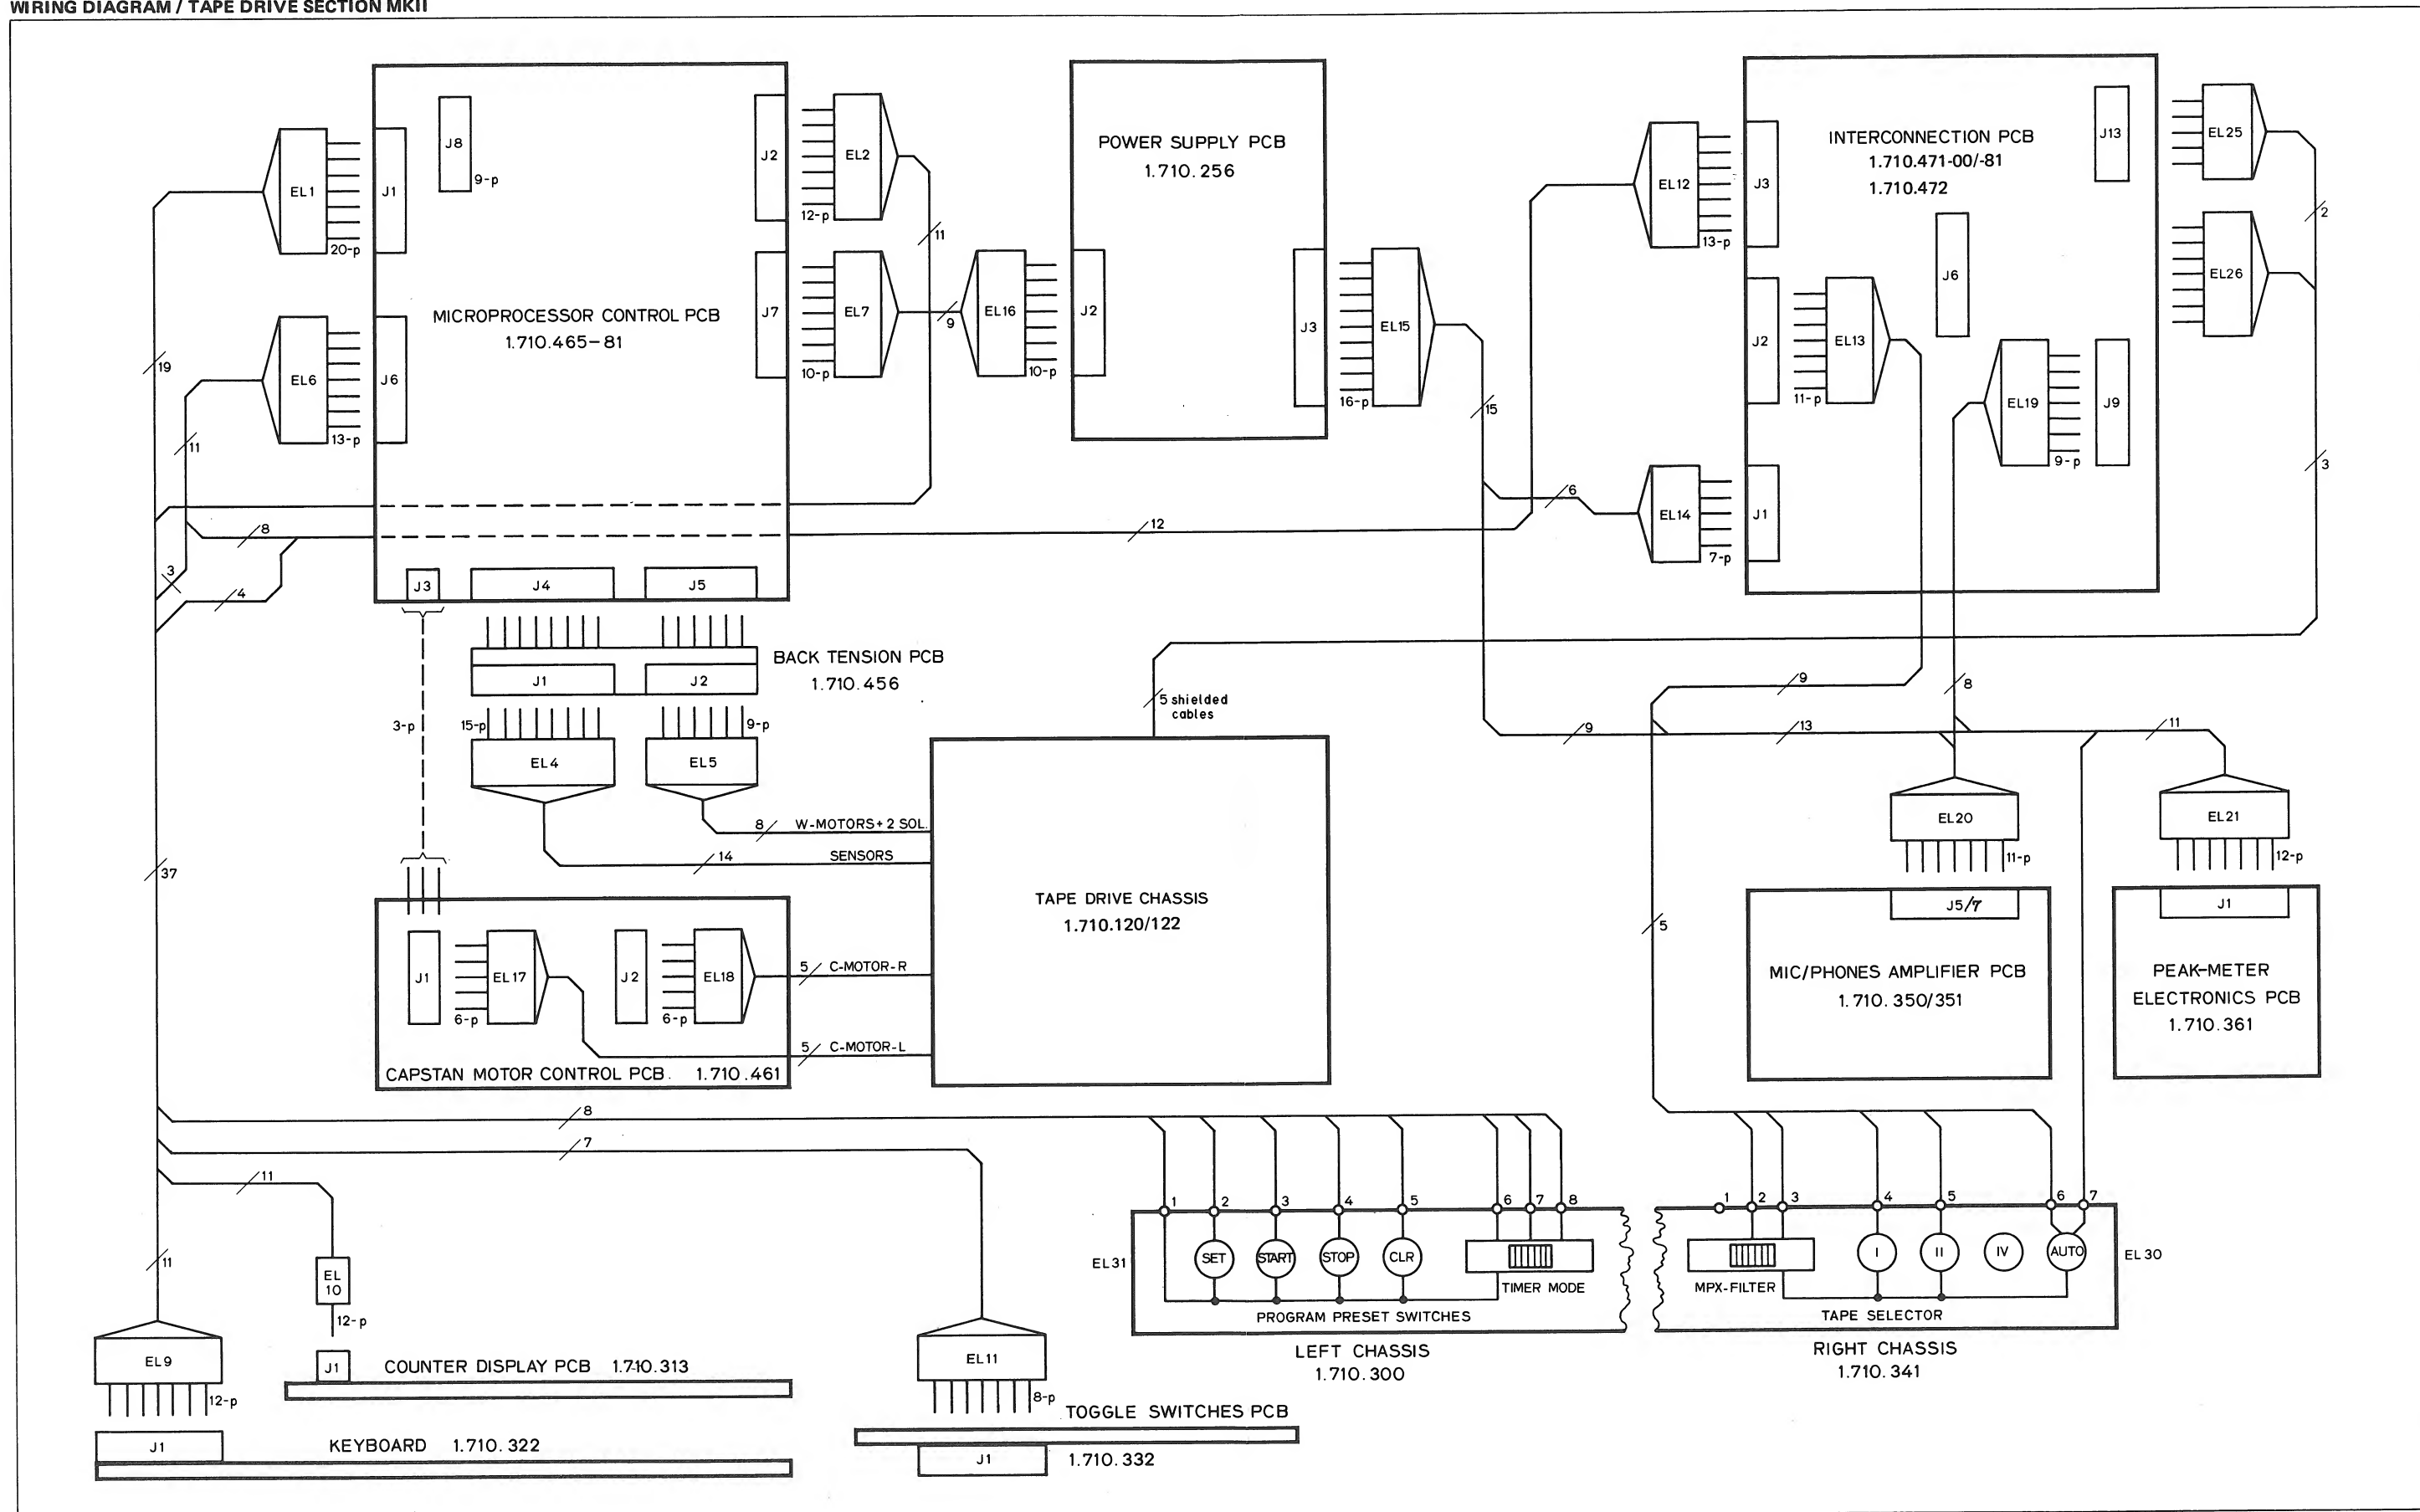 WIRING DIAGRAM / TAPE DRIVE SECTION MKII
EL1
20-p
J1
J8
9-p
J2
EL2
12-p
11
EL6
13-p
J6
MICROPROCESSOR CONTROL PCB
1.710.465–81
J7
EL7
10-p
9
EL16
10-p
J2
POWER SUPPLY PCB
1.710.256
J3
EL15
16-p
15
EL12
13-p
J3
INTERCONNECTION PCB
1.710.471-00/-81
1.710.472
J13
EL25
2
J6
EL26
J2
EL13
11-p
EL19
9-p
J9
3
EL14
7-p
J1
6
19
11
8
12
3
4
J3
J4
J5
J1
J2
BACK TENSION PCB
1.710.456
3-p
15-p
9-p
EL4
EL5
8
W-MOTORS+2 SOL.
14
SENSORS
5 shielded
cables
9
8
9
13
11
37
TAPE DRIVE CHASSIS
1.710.120/122
J1
EL17
6-p
J2
EL18
6-p
5
C-MOTOR-R
5
C-MOTOR-L
CAPSTAN MOTOR CONTROL PCB.
1.710.461
5
EL20
11-p
J5/7
MIC/PHONES AMPLIFIER PCB
1.710.350/351
EL21
12-p
J1
PEAK-METER
ELECTRONICS PCB
1.710.361
8
7
11
11
EL
10
12-p
J1
COUNTER DISPLAY PCB 1.7-10.313
EL9
12-p
J1
KEYBOARD 1.710.322
EL11
8-p
TOGGLE SWITCHES PCB
J1
1.710.332
1
2
3
4
5
6
7
8
EL31
SET
START
STOP
CLR
TIMER MODE
PROGRAM PRESET SWITCHES
LEFT CHASSIS
1.710.300
1
2
3
4
5
6
7
MPX-FILTER
I
II
IV
AUTO
EL30
TAPE SELECTOR
RIGHT CHASSIS
1.710.341